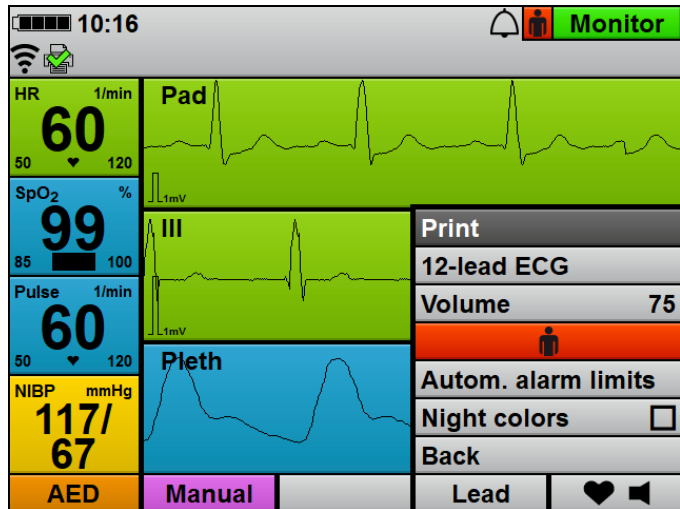 10:16
Monitor
HR 1/min
60
50 120
Pad
1mV
SpO₂ %
99
85 100
III
1mV
Pulse 1/min
60
50 120
Pleth
NIBP mmHg
117/
67
Print
12-lead ECG
Volume 75
Autom. alarm limits
Night colors
Back
AED
Manual
Lead